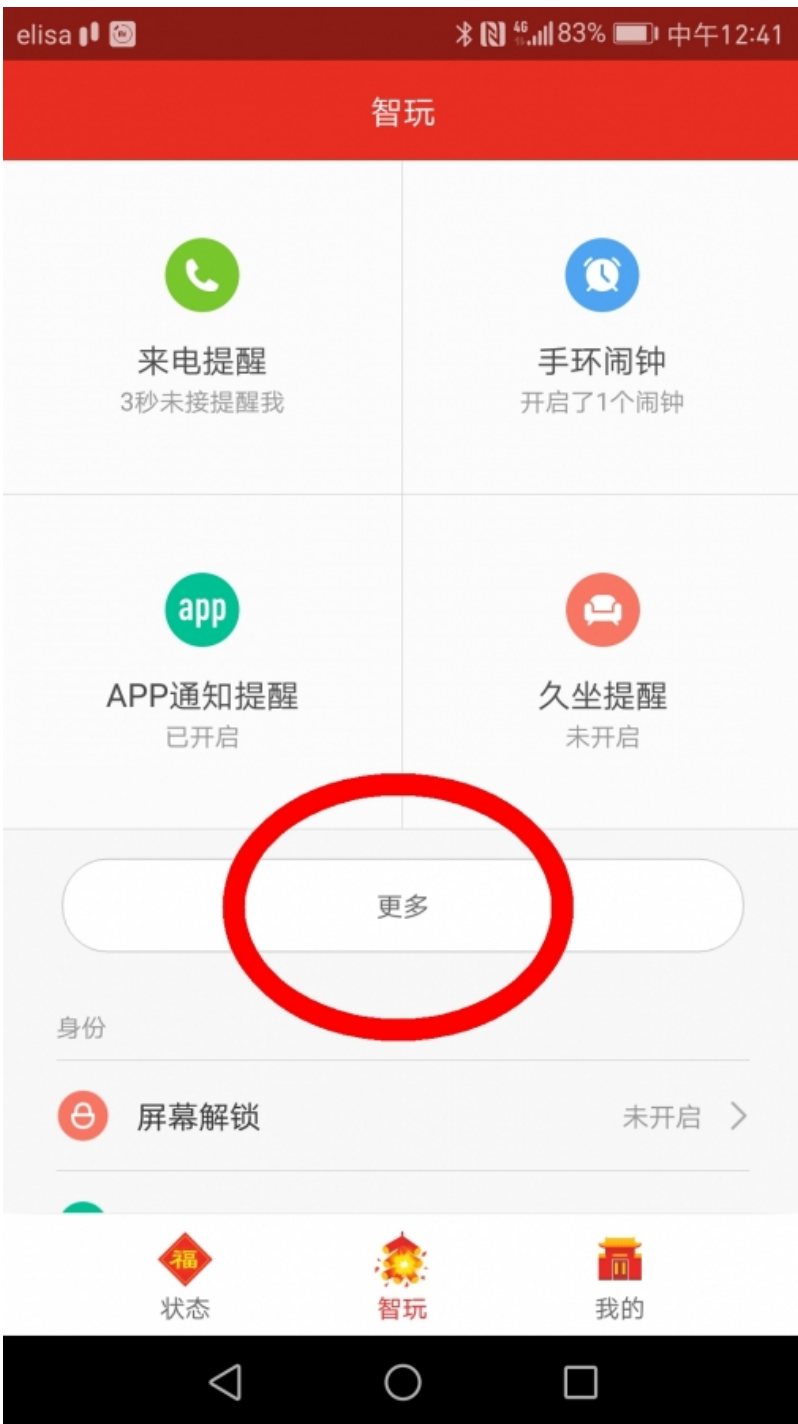 elisa 4G 83% 中午12:41
智玩
来电提醒
3秒未接提醒我
手环闹钟
开启了1个闹钟
app
APP通知提醒
已开启
久坐提醒
未开启
更多
身份
屏幕解锁 未开启
福
状态
智玩
我的